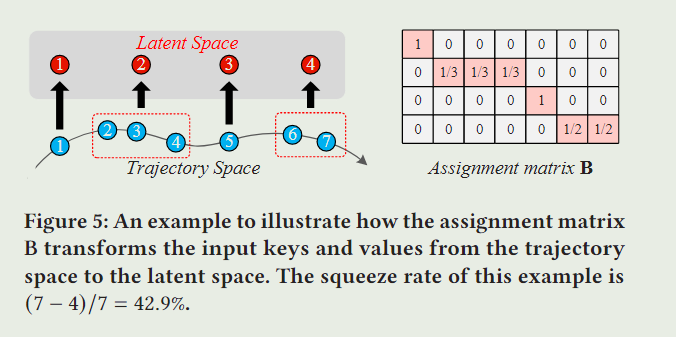 Latent Space
1 2 3 4
1 2 3 4 5 6 7
Trajectory Space
1 0 0 0 0 0 0
0 1/3 1/3 1/3 0 0 0
0 0 0 0 1 0 0
0 0 0 0 0 1/2 1/2
Assignment matrix B
Figure 5: An example to illustrate how the assignment matrix
B transforms the input keys and values from the trajectory
space to the latent space. The squeeze rate of this example is
(7 − 4)/7 = 42.9%.